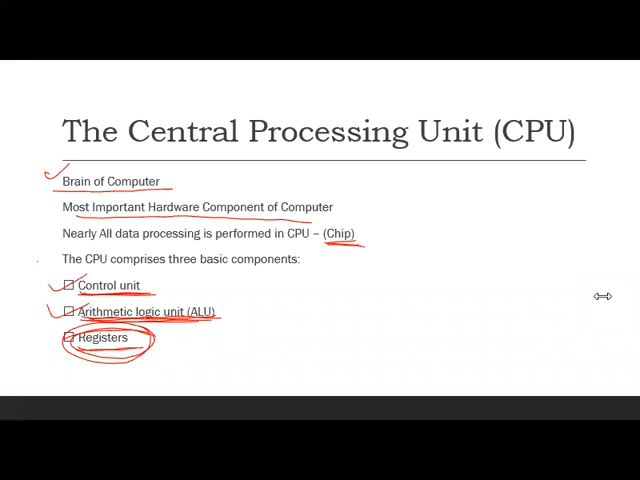 The Central Processing Unit (CPU)
Brain of Computer
Most Important Hardware Component of Computer
Nearly All data processing is performed in CPU – (Chip)
The CPU comprises three basic components:
Control unit
Arithmetic logic unit (ALU)
Registers